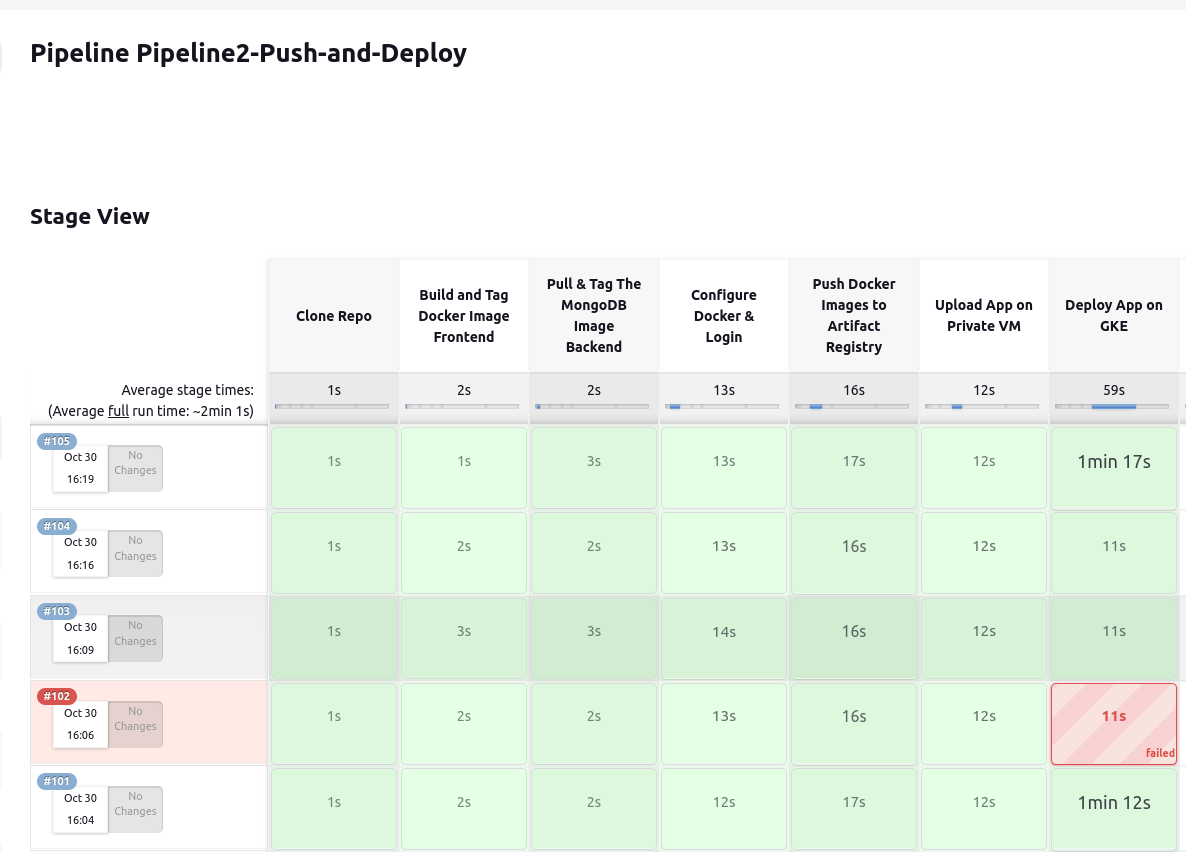 Pipeline Pipeline2-Push-and-Deploy
Stage View
Clone Repo
Build and Tag
Docker Image
Frontend
Pull & Tag The
MongoDB
Image
Backend
Configure
Docker &
Login
Push Docker
Images to
Artifact
Registry
Upload App on
Private VM
Deploy App on
GKE
Average stage times:
(Average full run time: ~2min 1s)
1s 2s 2s 13s 16s 12s 59s
#105
Oct 30
16:19
No
Changes
1s 1s 3s 13s 17s 12s 1min 17s
#104
Oct 30
16:16
No
Changes
1s 2s 2s 13s 16s 12s 11s
#103
Oct 30
16:09
No
Changes
1s 3s 3s 14s 16s 12s 11s
#102
Oct 30
16:06
No
Changes
1s 2s 2s 13s 16s 12s 11s
failed
#101
Oct 30
16:04
No
Changes
1s 2s 2s 12s 17s 12s 1min 12s